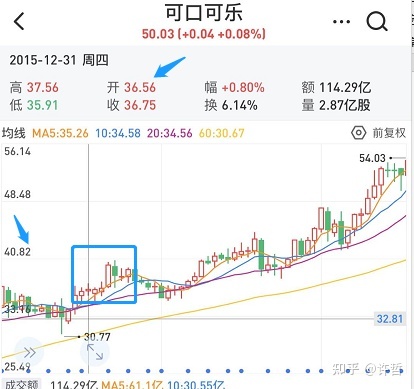 可口可乐
50.03 (+0.04 +0.08%)
2015-12-31 周四
高 37.56 开 36.56 幅 +0.80% 额 114.29亿
低 35.91 收 36.75 换 6.14% 量 2.87亿股
均线 MA5:35.26 10:34.58 20:34.56 60:30.67 前复权
56.14
54.03
48.48
40.82
33.16
32.81
30.77
25.49
知乎 @许哲
成交额 114.29亿 MA5:61.1亿 10:30.55亿